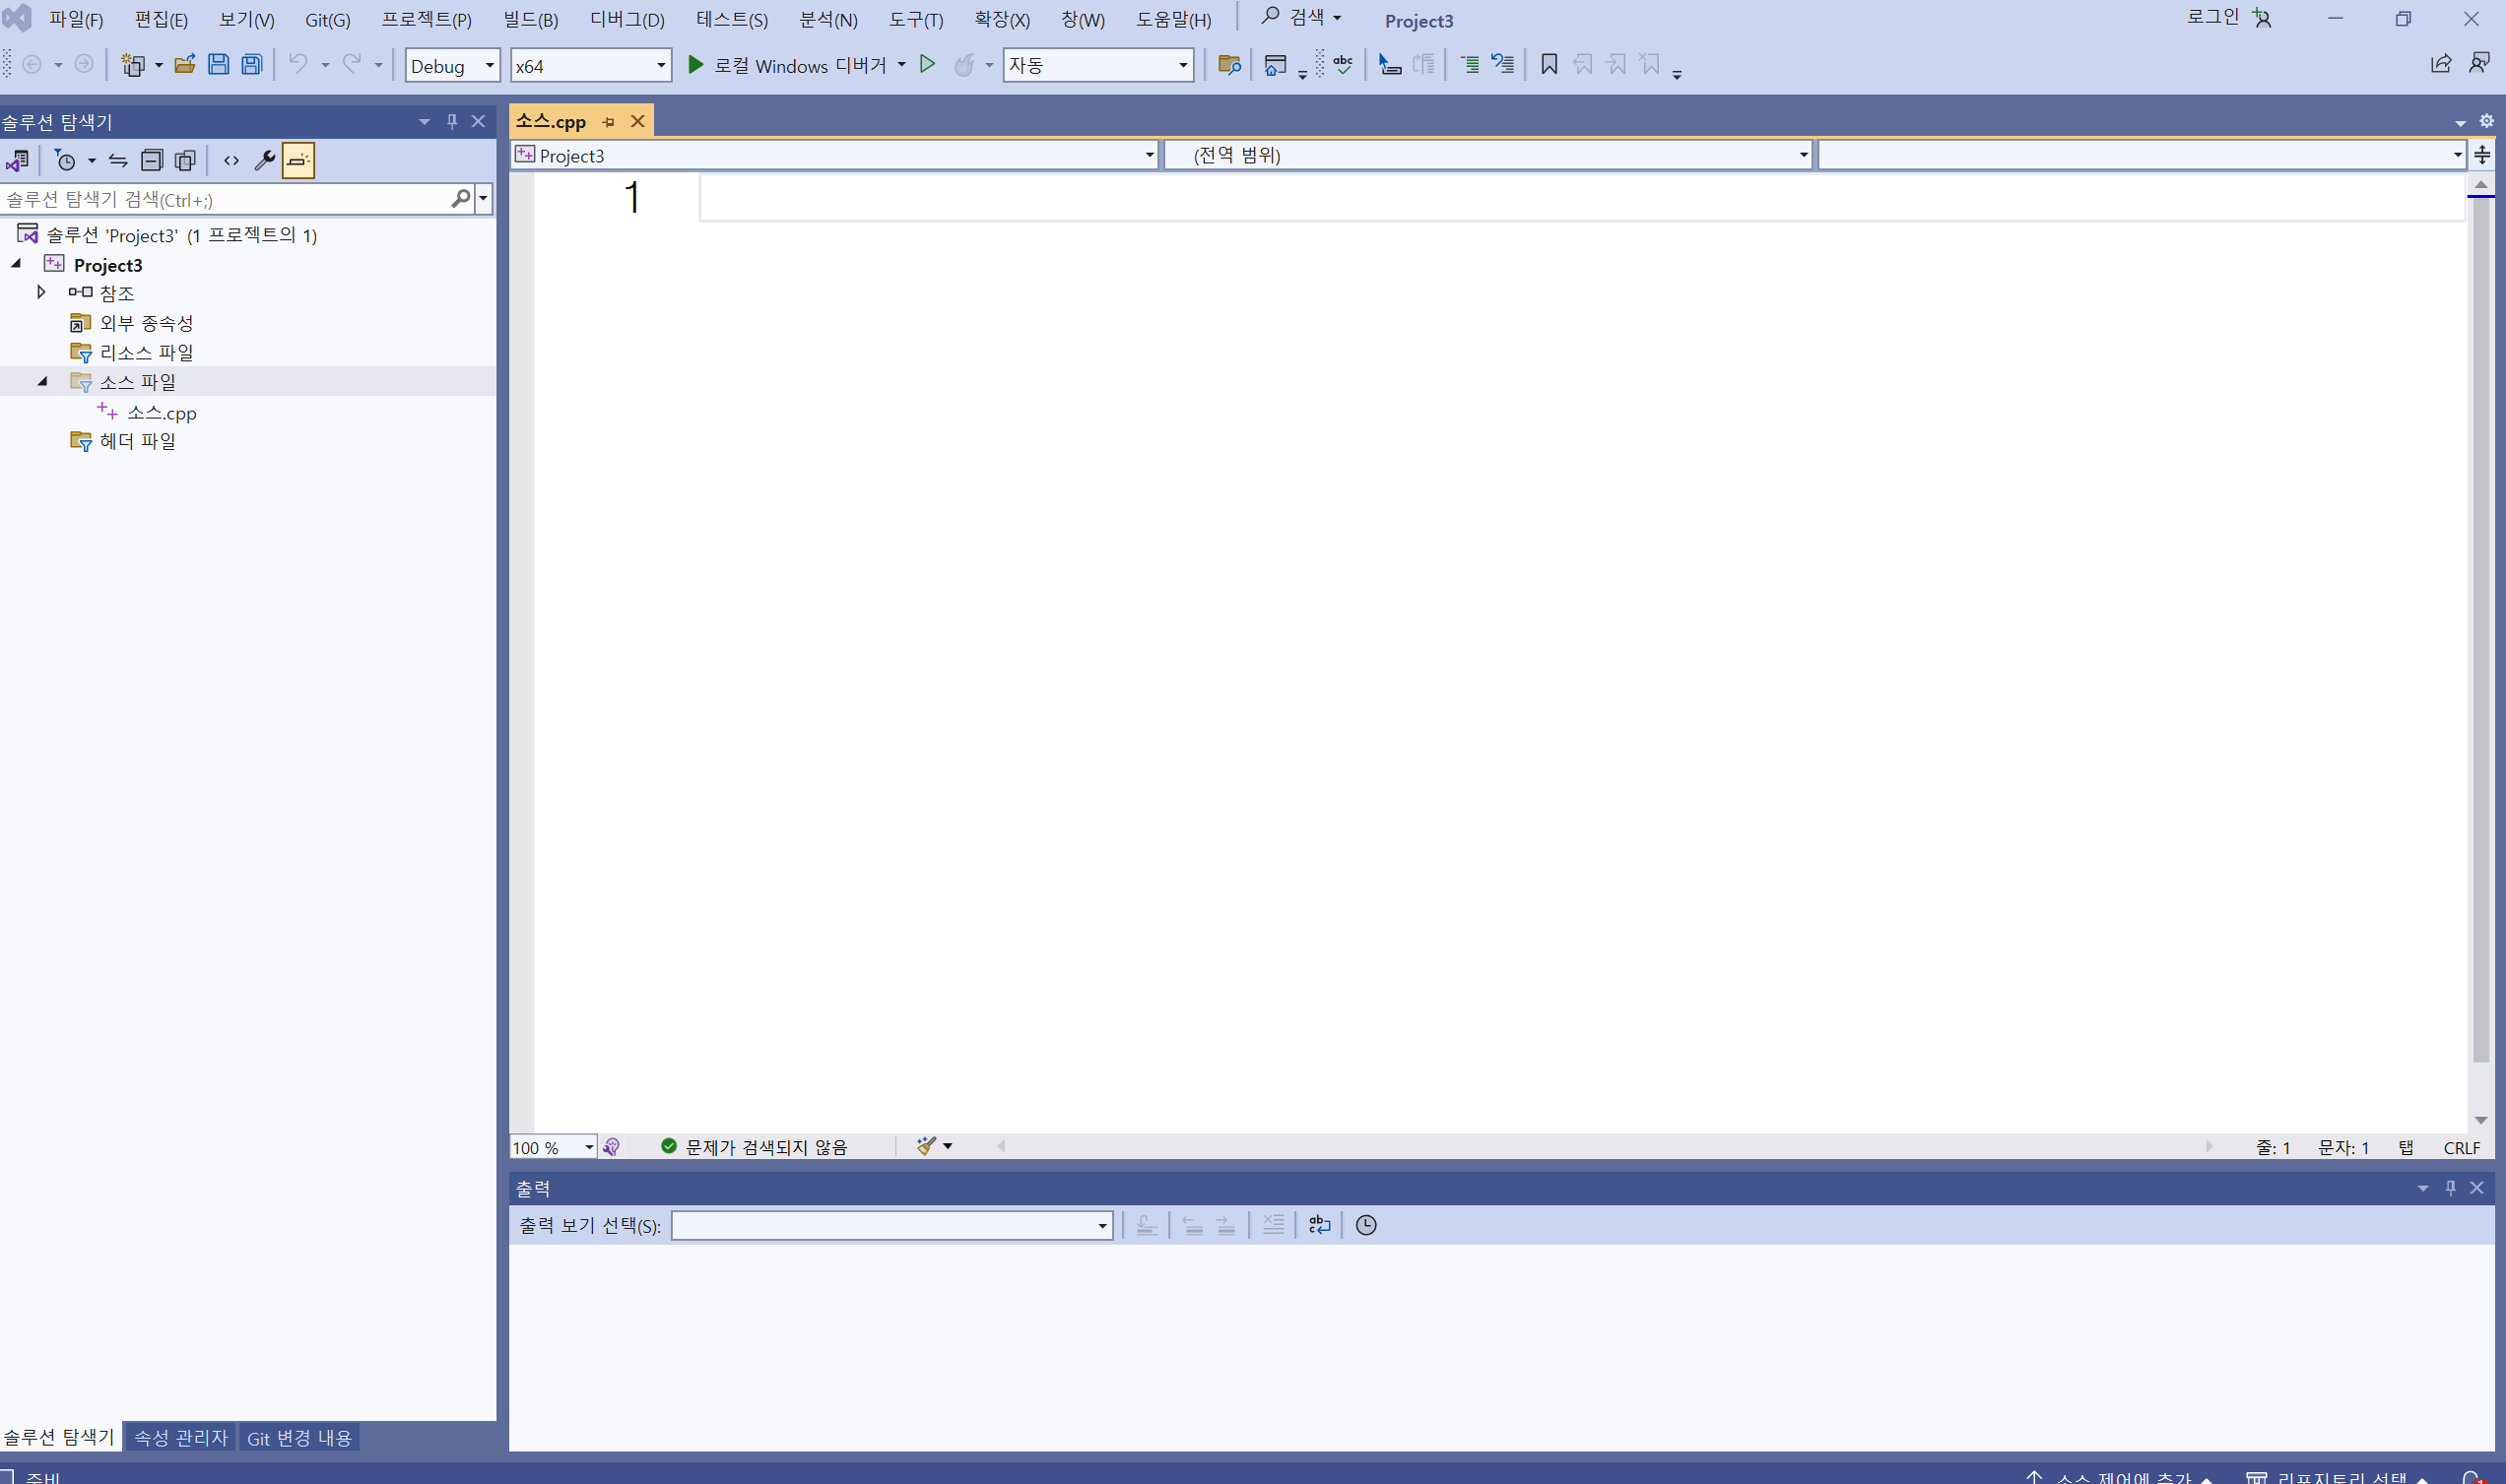 파일(F) 편집(E) 보기(V) Git(G) 프로젝트(P) 빌드(B) 디버그(D) 테스트(S) 분석(N) 도구(T) 확장(X) 창(W) 도움말(H) 검색 Project3 로그인
Debug x64 로컬 Windows 디버거 자동 abc
솔루션 탐색기
솔루션 탐색기 검색(Ctrl+;)
솔루션 'Project3' (1 프로젝트의 1)
Project3
참조
외부 종속성
리소스 파일
소스 파일
소스.cpp
헤더 파일
솔루션 탐색기 속성 관리자 Git 변경 내용
소스.cpp
Project3 (전역 범위)
1
100 % 문제가 검색되지 않음 줄: 1 문자: 1 탭 CRLF
출력
출력 보기 선택(S):
준비 소스 제어에 추가 리포지토리 선택